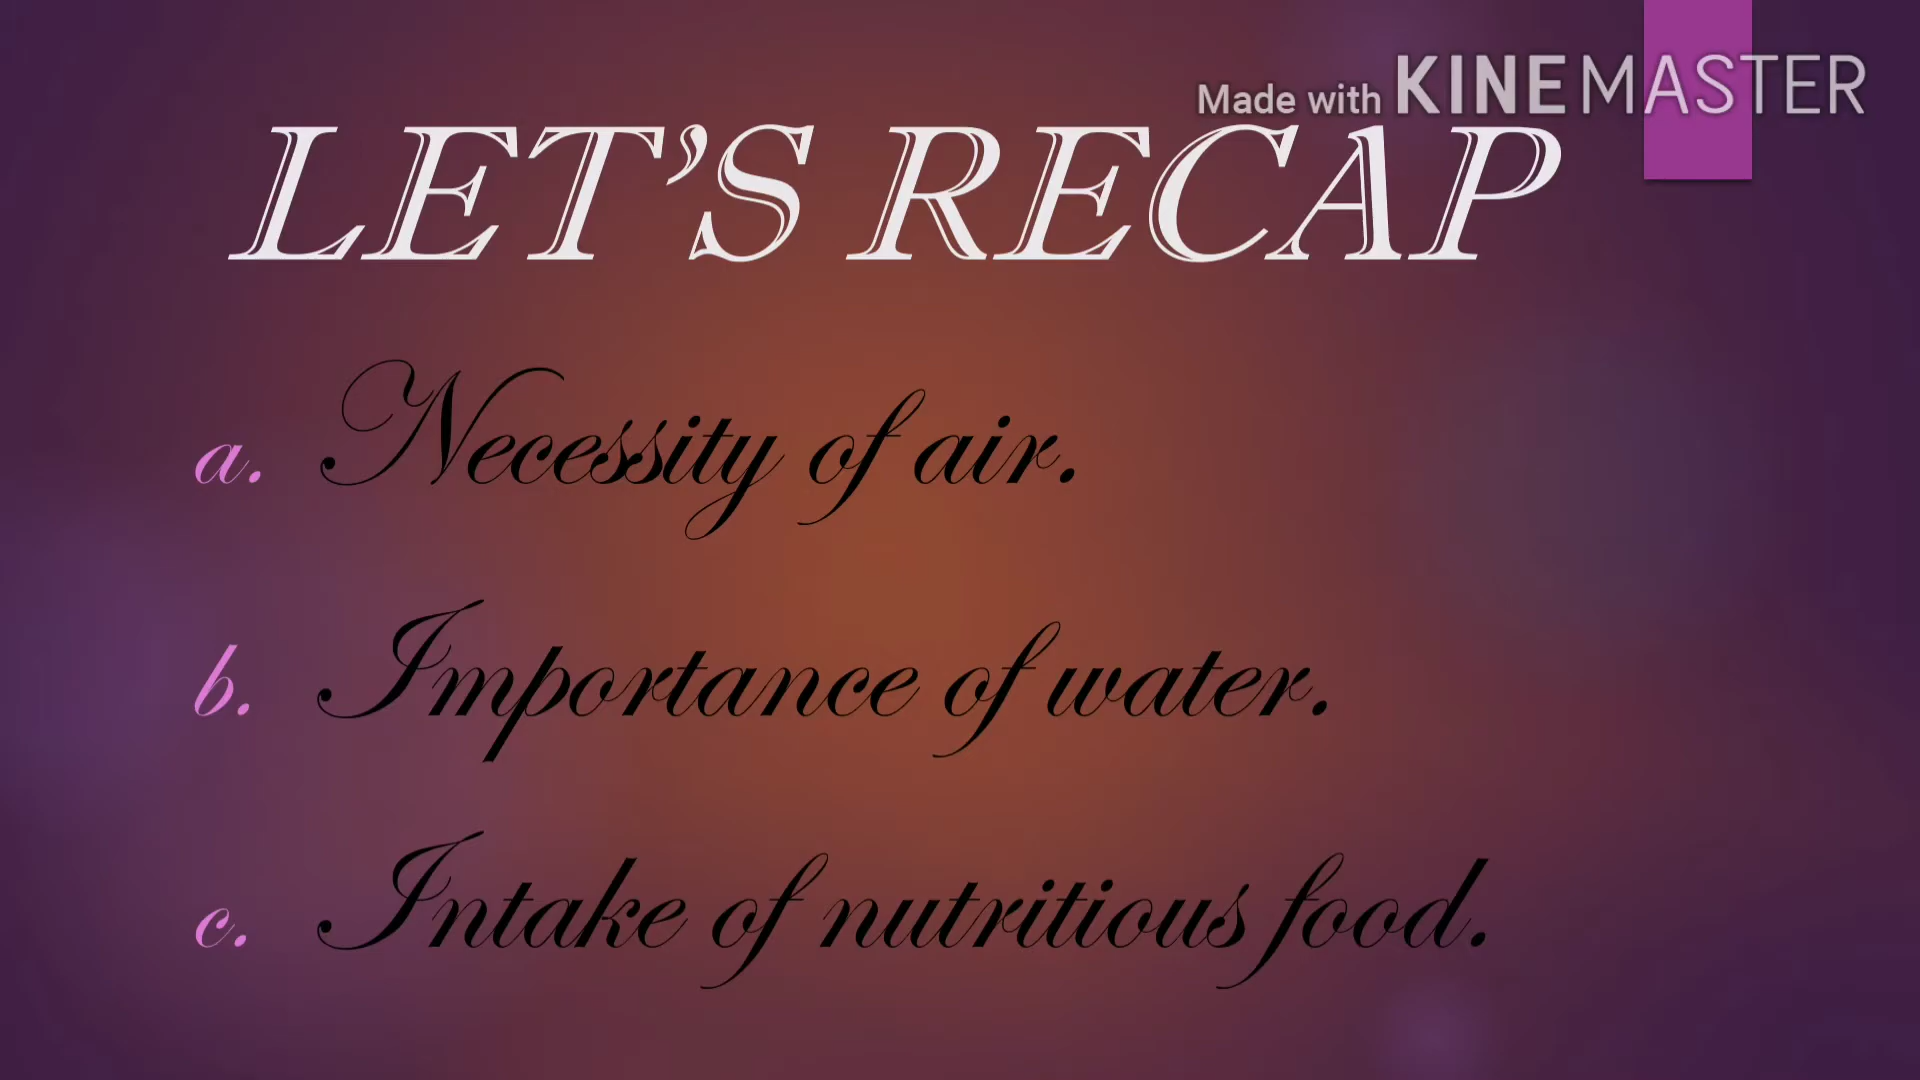 Made with KINEMASTER
LET’S RECAP
a. Necessity of air.
b. Importance of water.
c. Intake of nutritious food.